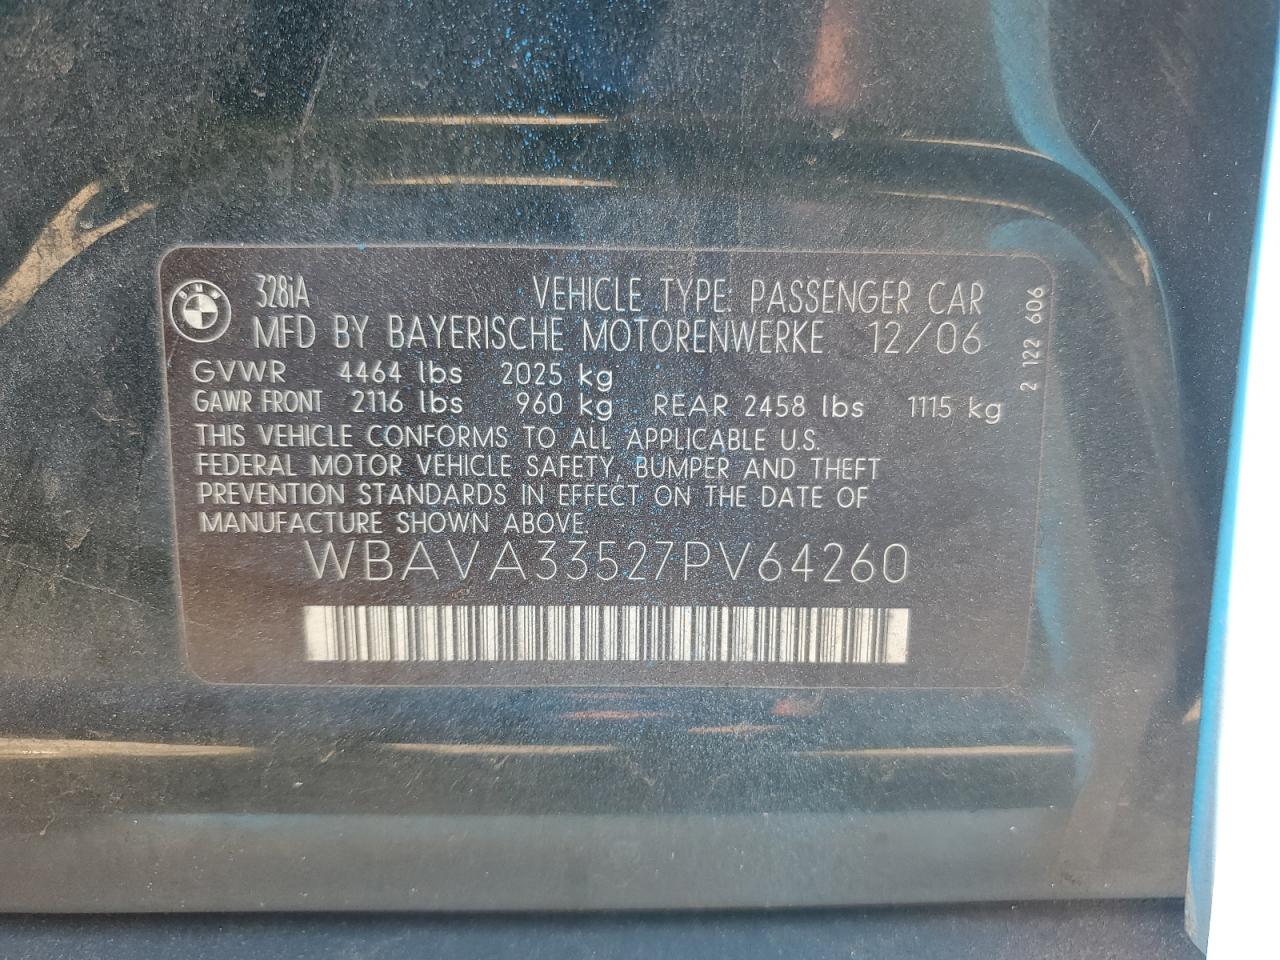 BMW
328iA VEHICLE TYPE: PASSENGER CAR
MFD BY BAYERISCHE MOTORENWERKE 12/06
GVWR 4464 lbs 2025 kg
GAWR FRONT 2116 lbs 960 kg REAR 2458 lbs 1115 kg
THIS VEHICLE CONFORMS TO ALL APPLICABLE U.S.
FEDERAL MOTOR VEHICLE SAFETY, BUMPER AND THEFT
PREVENTION STANDARDS IN EFFECT ON THE DATE OF
MANUFACTURE SHOWN ABOVE
WBAVA33527PV64260
2 122 606